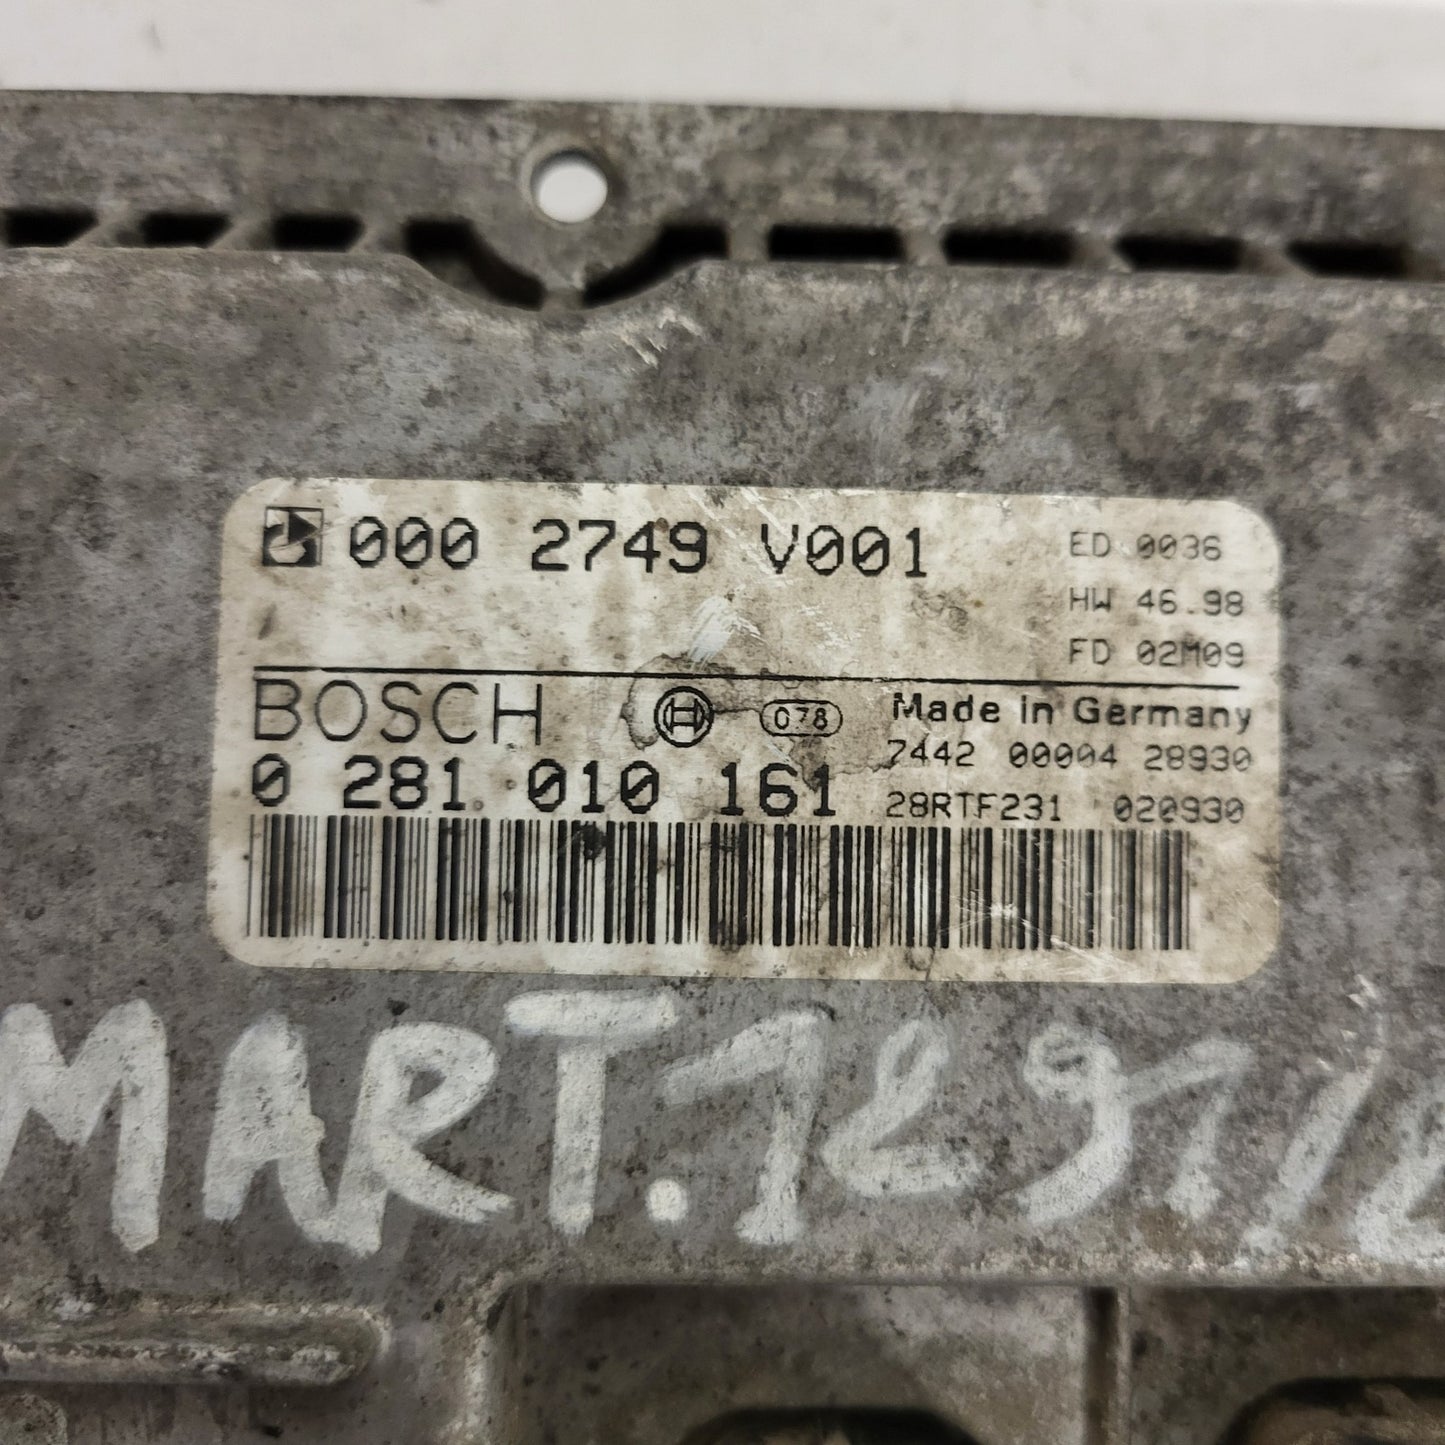 000 2749 V001
ED 0036
HW 46.98
FD 02M09
BOSCH
078
Made in Germany
0 281 010 161
7442 00004 28930
28RTF231 020930
MART.1291/